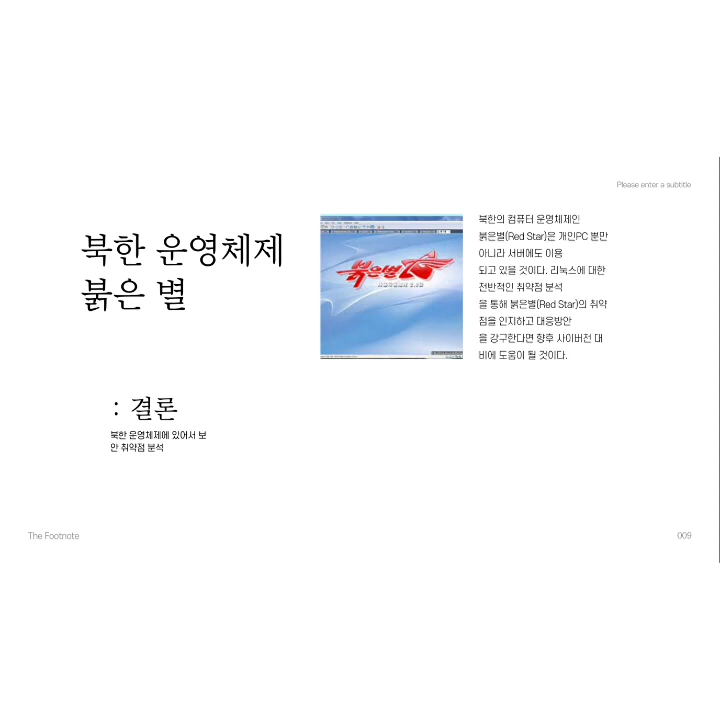 Please enter a subtitle
북한 운영체제
붉은 별
붉은별
북한의 컴퓨터 운영체제인
붉은별(Red Star)은 개인PC 뿐만
아니라 서버에도 이용
되고 있을 것이다. 리눅스에 대한
전반적인 취약점 분석
을 통해 붉은별(Red Star)의 취약
점을 인지하고 대응방안
을 강구한다면 향후 사이버전 대
비에 도움이 될 것이다.
: 결론
북한 운영체제에 있어서 보
안 취약점 분석
The Footnote
009